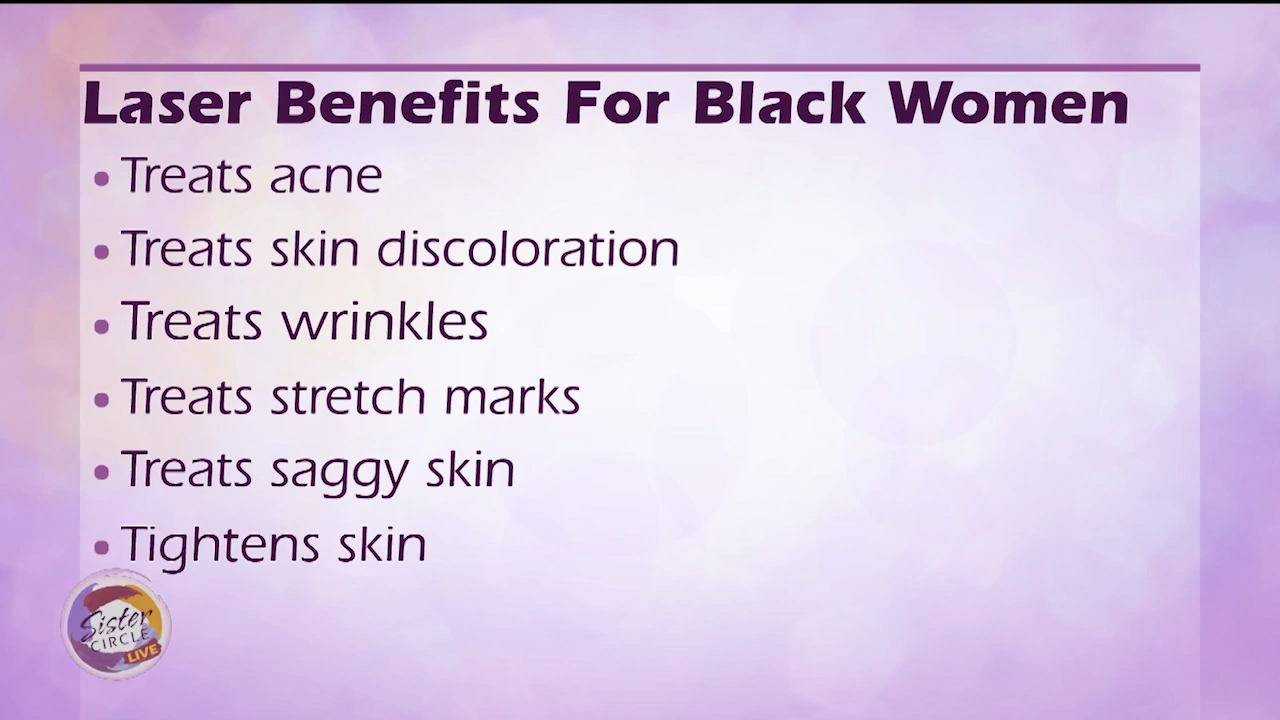 Laser Benefits For Black Women
• Treats acne
• Treats skin discoloration
• Treats wrinkles
• Treats stretch marks
• Treats saggy skin
• Tightens skin
Sister
CIRCLE
LIVE